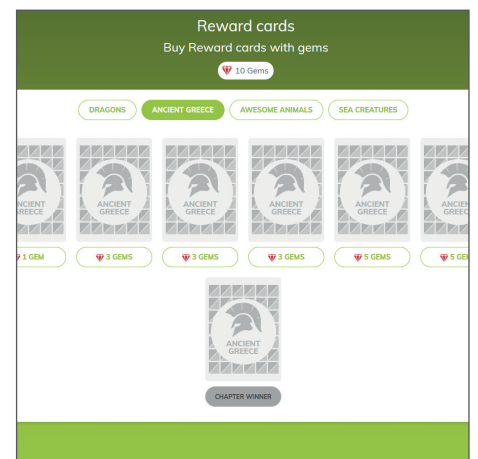 Reward cards
Buy Reward cards with gems
10 Gems
DRAGONS ANCIENT GREECE AWESOME ANIMALS SEA CREATURES
ANCIENT ANCIENT ANCIENT ANCIENT
GREECE GREECE GREECE GREECE
1 GEM 3 GEMS 3 GEMS 3 GEMS 5 GEMS 5
ANCIENT
GREECE
CHAPTER WINNER